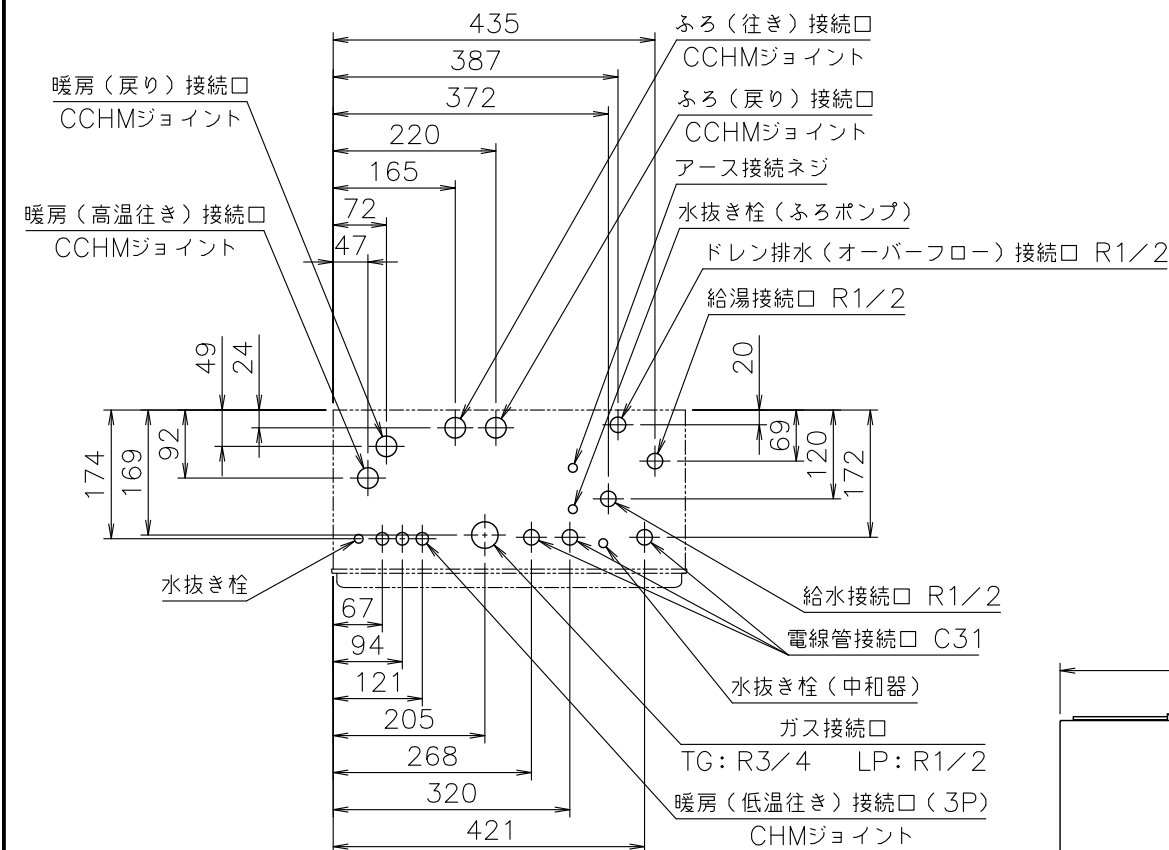 435
ふろ（往き）接続口
CCHMジョイント
387
暖房（戻り）接続口
CCHMジョイント
372
ふろ（戻り）接続口
CCHMジョイント
220
165
アース接続ネジ
72
水抜き栓（ふろポンプ）
暖房（高温往き）接続口
CCHMジョイント
47
ドレン排水（オーバーフロー）接続口 R1／2
給湯接続口 R1／2
49
24
20
92
169
174
69
120
172
水抜き栓
給水接続口 R1／2
67
電線管接続口 C31
94
水抜き栓（中和器）
121
205
ガス接続口
TG：R3／4 LP：R1／2
268
暖房（低温往き）接続口（3P）
CHMジョイント
320
421